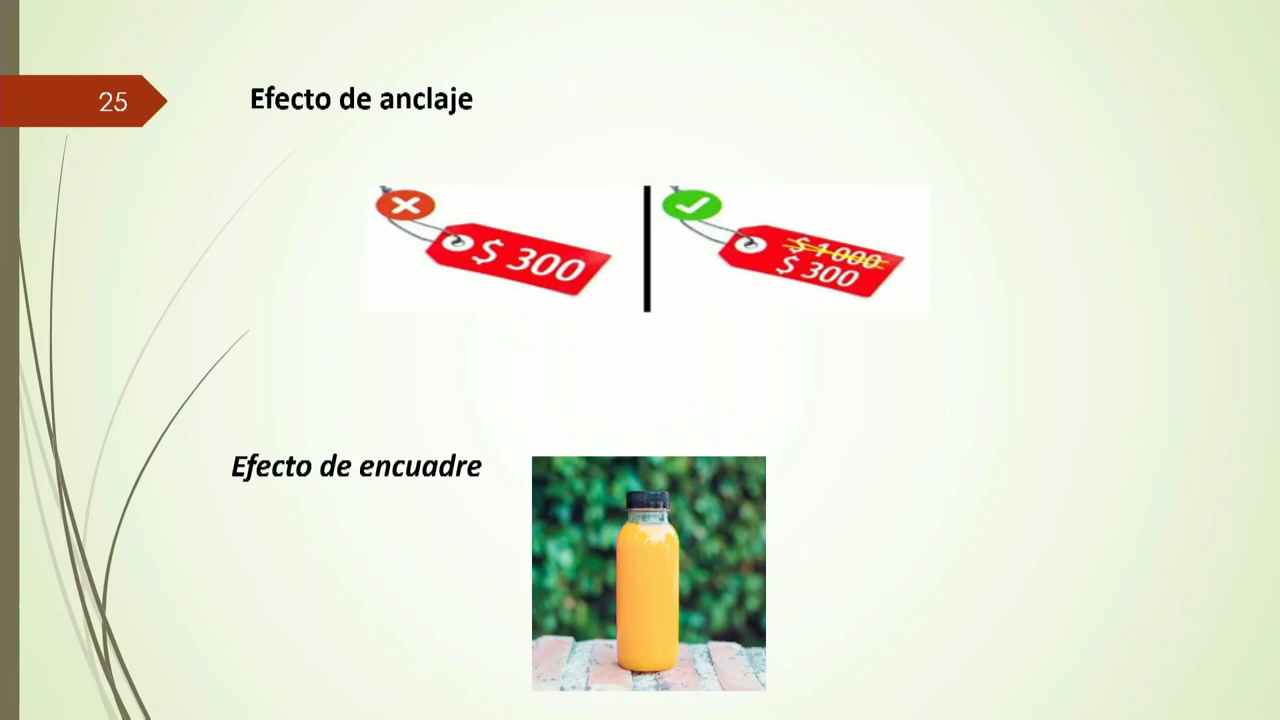 25
Efecto de anclaje
$ 300
$ 1000
$ 300
Efecto de encuadre